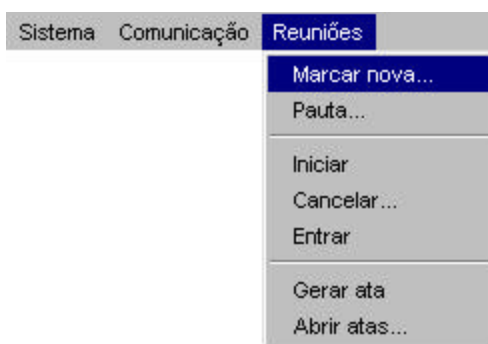 Sistema Comunicação Reuniões
Marcar nova...
Pauta...
Iniciar
Cancelar...
Entrar
Gerar ata
Abrir atas...